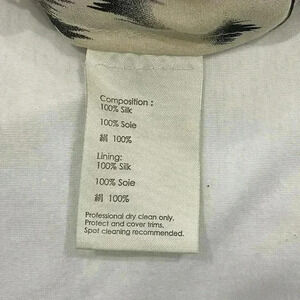 Composition :
100% Silk
100% Soie
絹 100%
Lining:
100% Silk
100% Soie
絹 100%
Professional dry clean only.
Protect and cover trims.
Spot cleaning recommended.